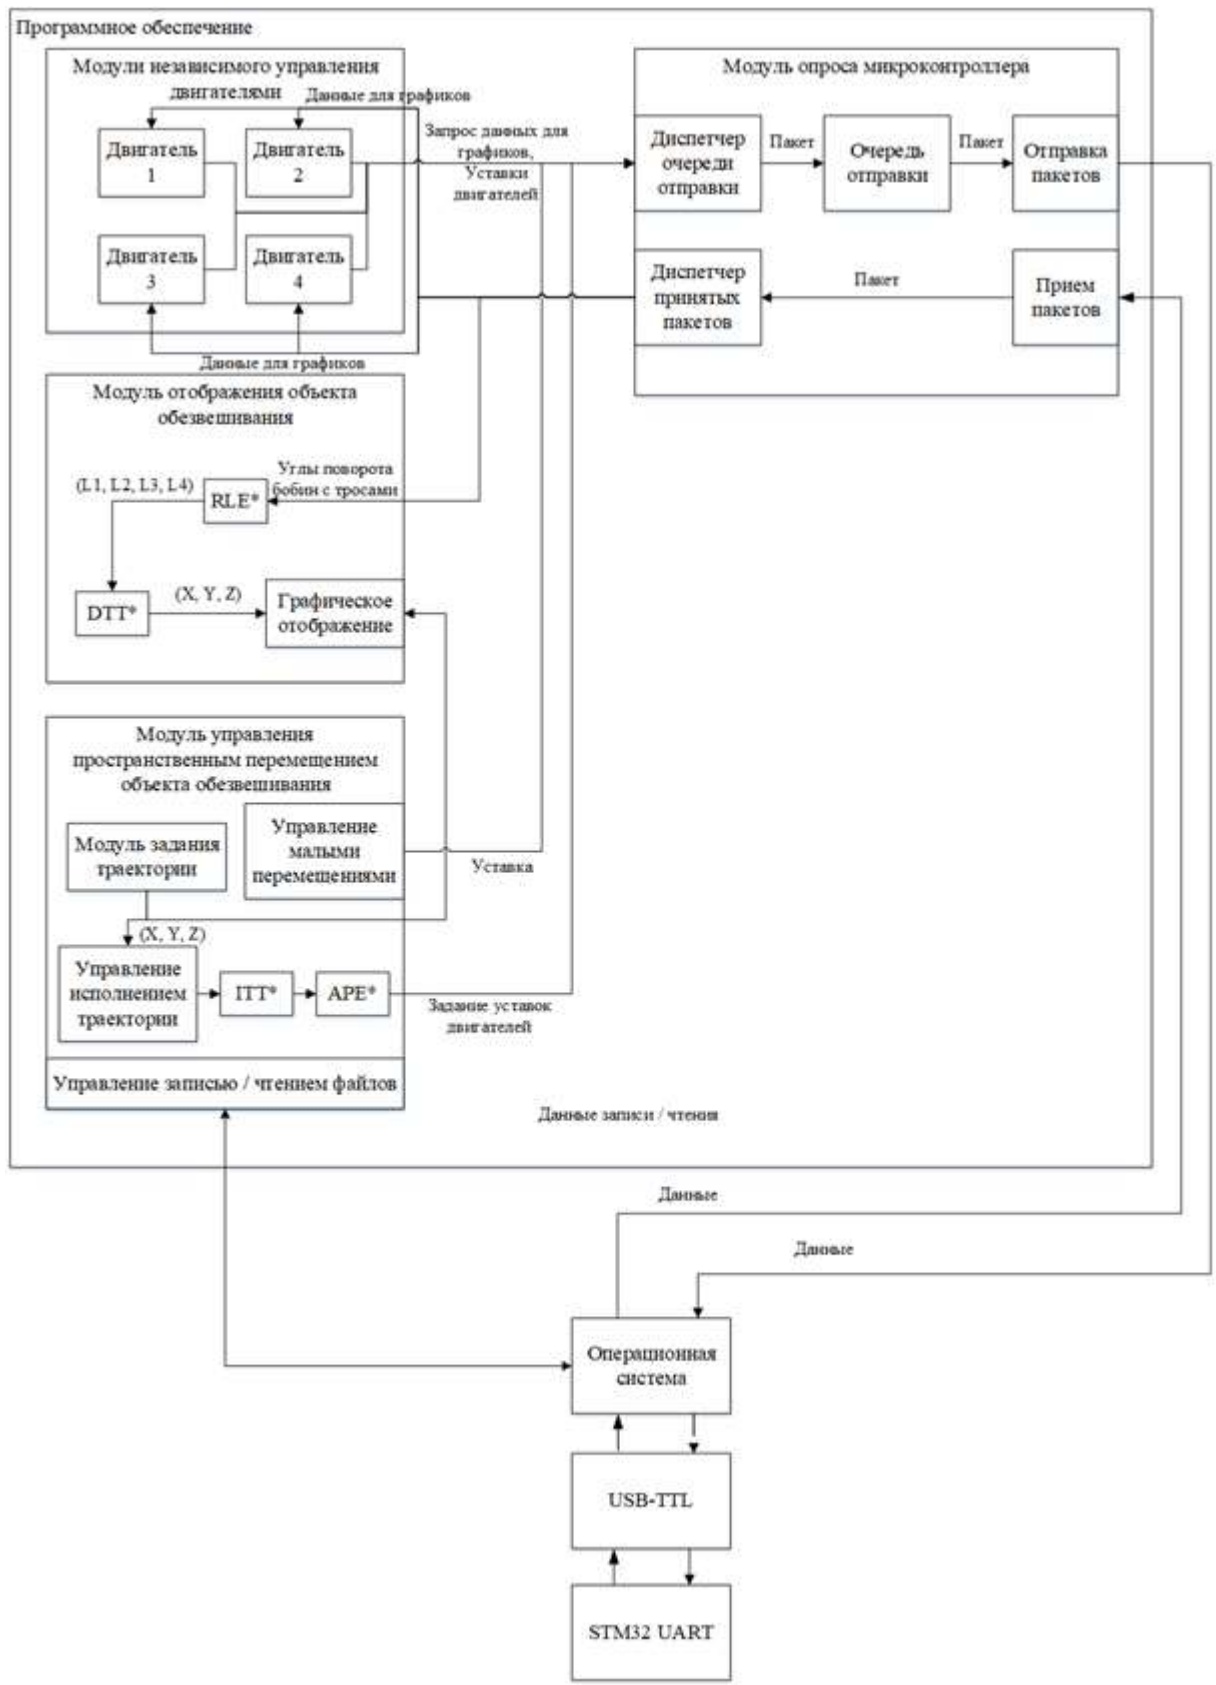 Программное обеспечение
Модули независимого управления
двигателями
Данные для графиков
Двигатель
1
Двигатель
2
Двигатель
3
Двигатель
4
Данные для графиков
Запрос данных для
графиков,
Уставки
двигателей
Модуль опроса микроконтроллера
Диспетчер
очереди
отправки
Пакет
Очередь
отправки
Пакет
Отправка
пакетов
Диспетчер
принятых
пакетов
Пакет
Прием
пакетов
Модуль отображения объекта
обезвешивания
(L1, L2, L3, L4)
RLE*
Углы поворота
бобин с тросами
DTT*
(X, Y, Z)
Графическое
отображение
Модуль управления
пространственным перемещением
объекта обезвешивания
Модуль задания
траектории
Управление
малыми
перемещениями
Уставка
(X, Y, Z)
Управление
исполнением
траектории
ITT*
APE*
Задание уставок
двигателей
Управление записью / чтением файлов
Данные записи / чтения
Данные
Данные
Операционная
система
USB-TTL
STM32 UART